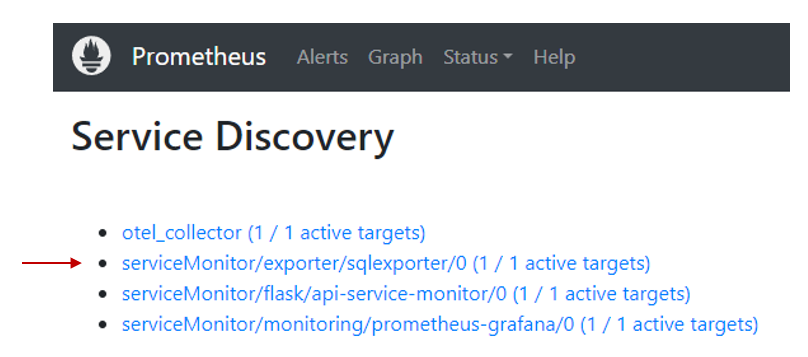 Prometheus Alerts Graph Status Help
Service Discovery
otel_collector (1 / 1 active targets)
serviceMonitor/exporter/sqlexporter/0 (1 / 1 active targets)
serviceMonitor/flask/api-service-monitor/0 (1 / 1 active targets)
serviceMonitor/monitoring/prometheus-grafana/0 (1 / 1 active targets)